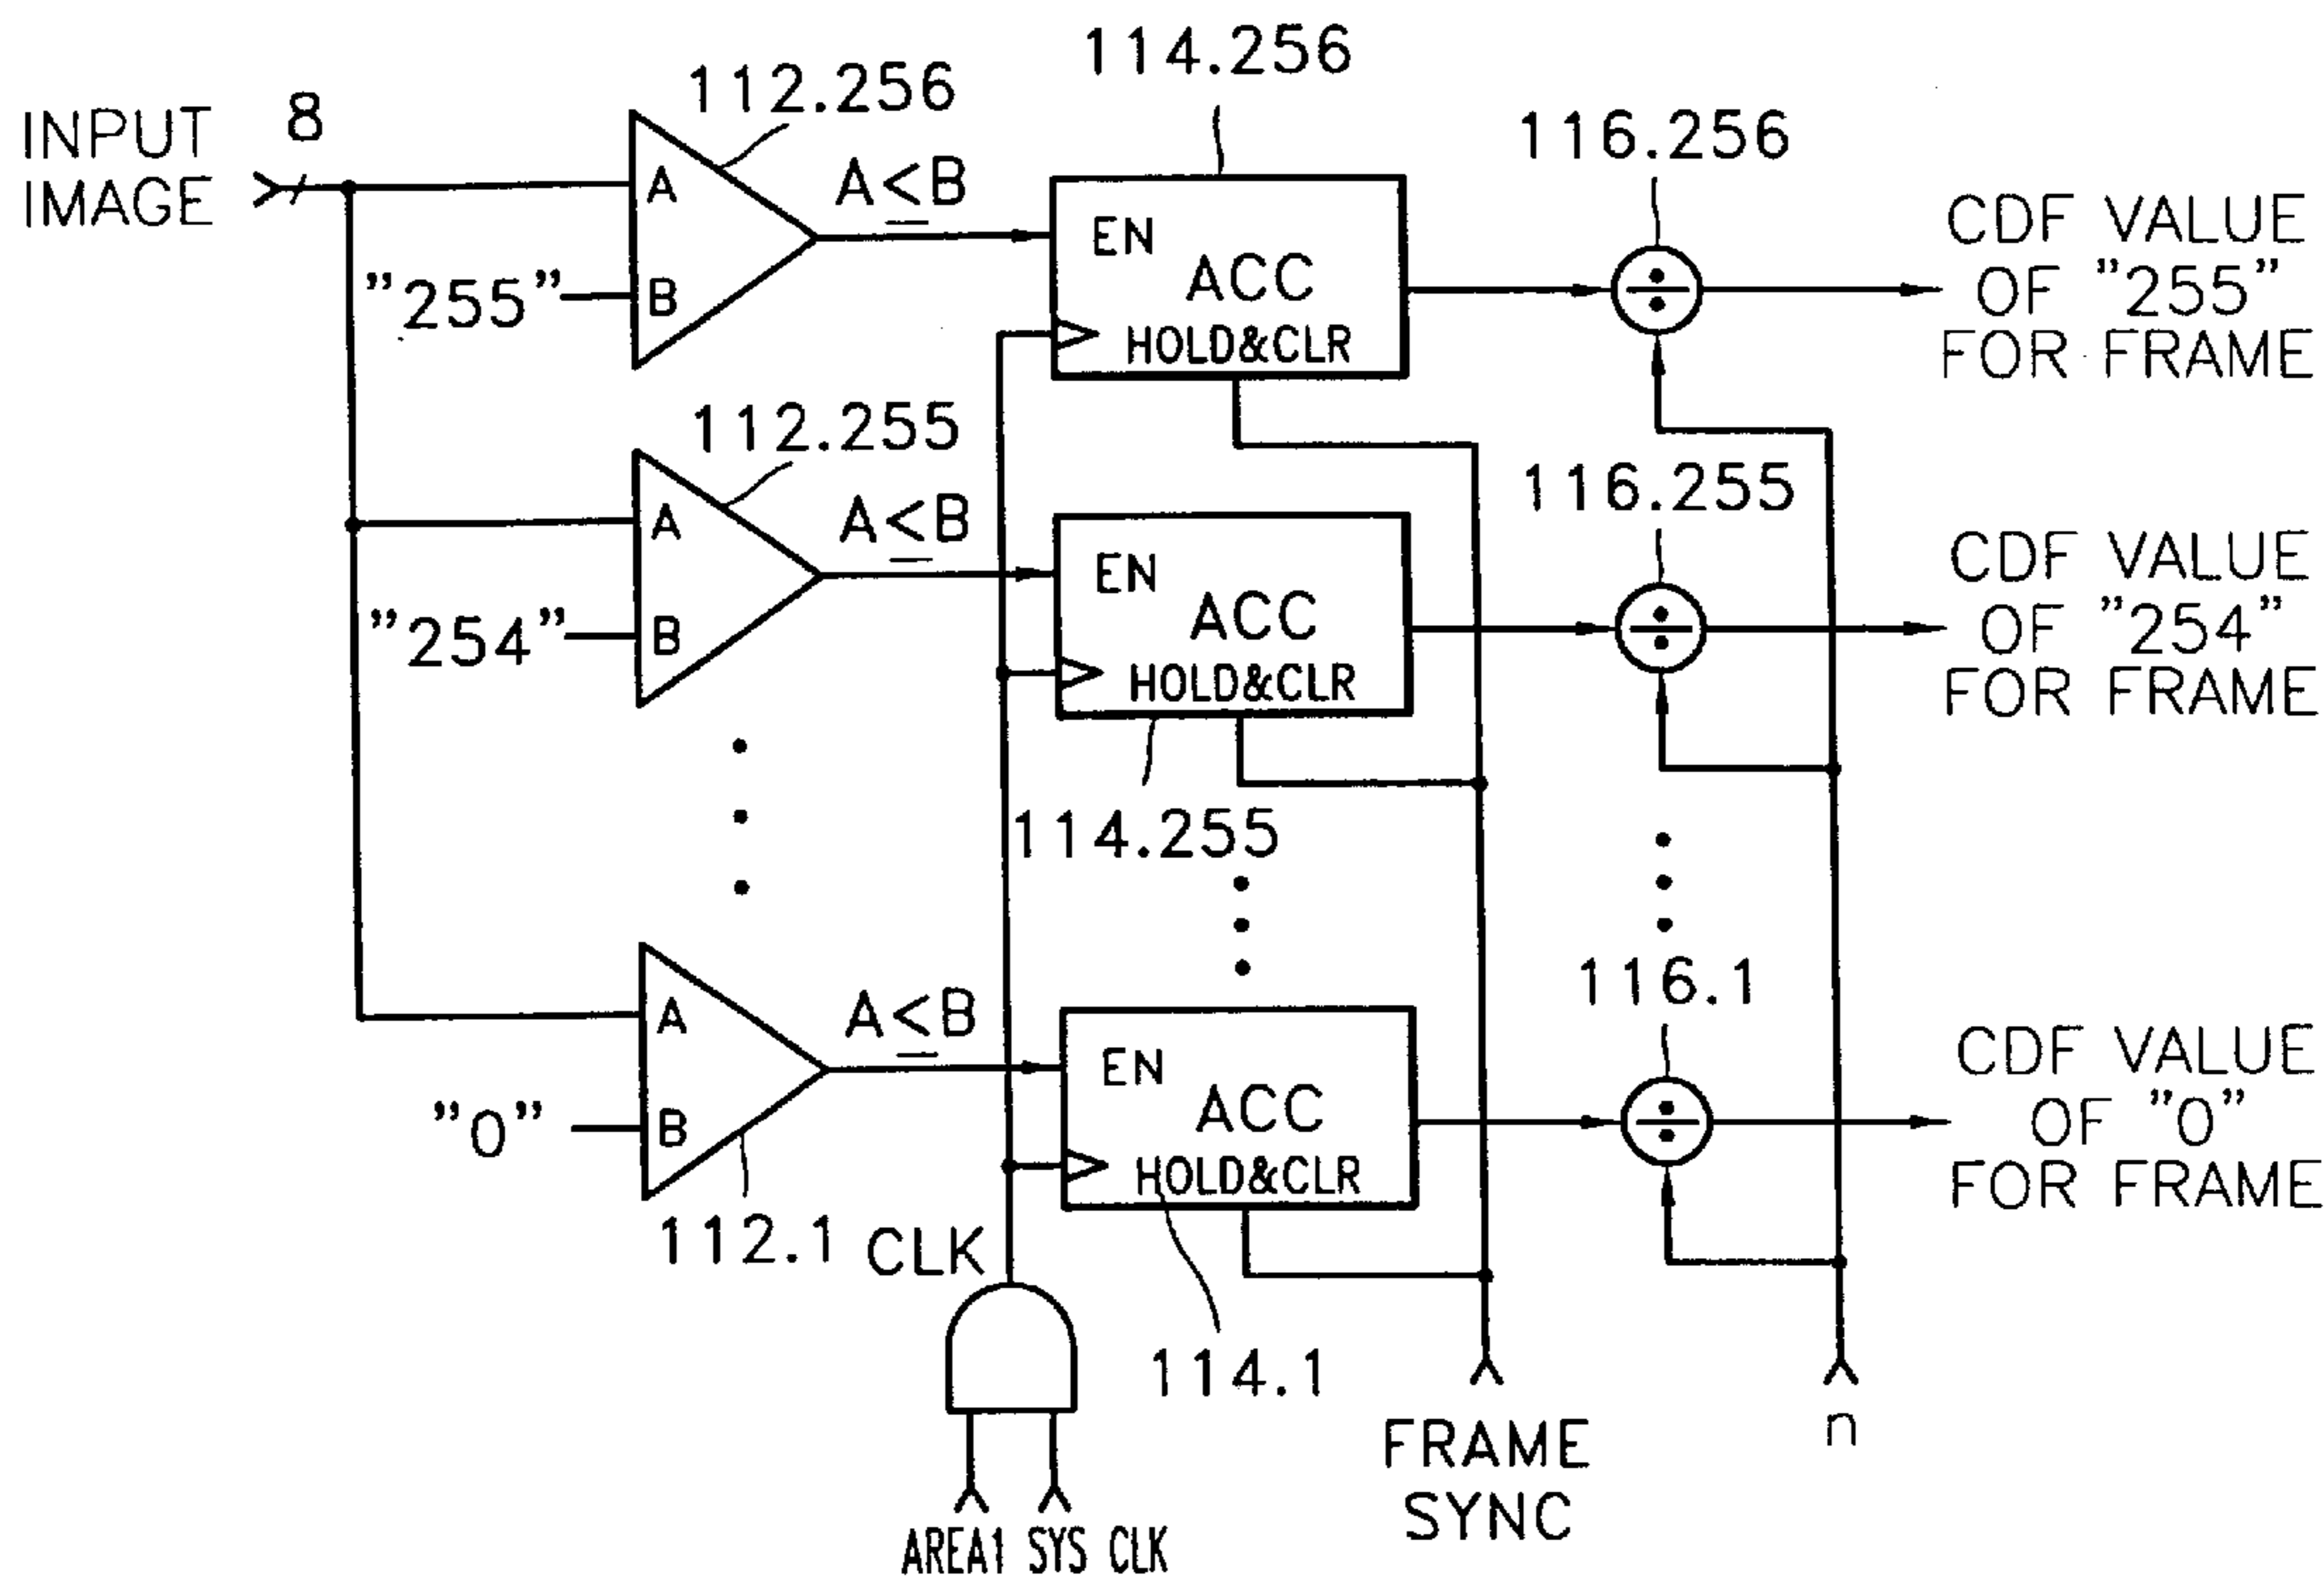 114.256
112.256
INPUT
IMAGE
8
116.256
A
A≤B
EN
ACC
HOLD&CLR
"255"
B
CDF VALUE
OF "255"
FOR FRAME
112.255
116.255
A
A≤B
EN
ACC
HOLD&CLR
"254"
B
CDF VALUE
OF "254"
FOR FRAME
114.255
116.1
A
A≤B
EN
ACC
HOLD&CLR
"0"
B
CDF VALUE
OF "0"
FOR FRAME
112.1
CLK
114.1
FRAME
SYNC
n
AREA1 SYS CLK